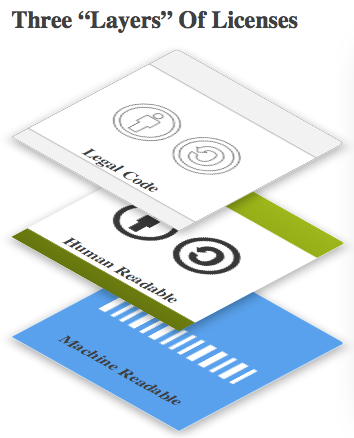 Three “Layers” Of Licenses
Legal Code
Human Readable
Machine Readable